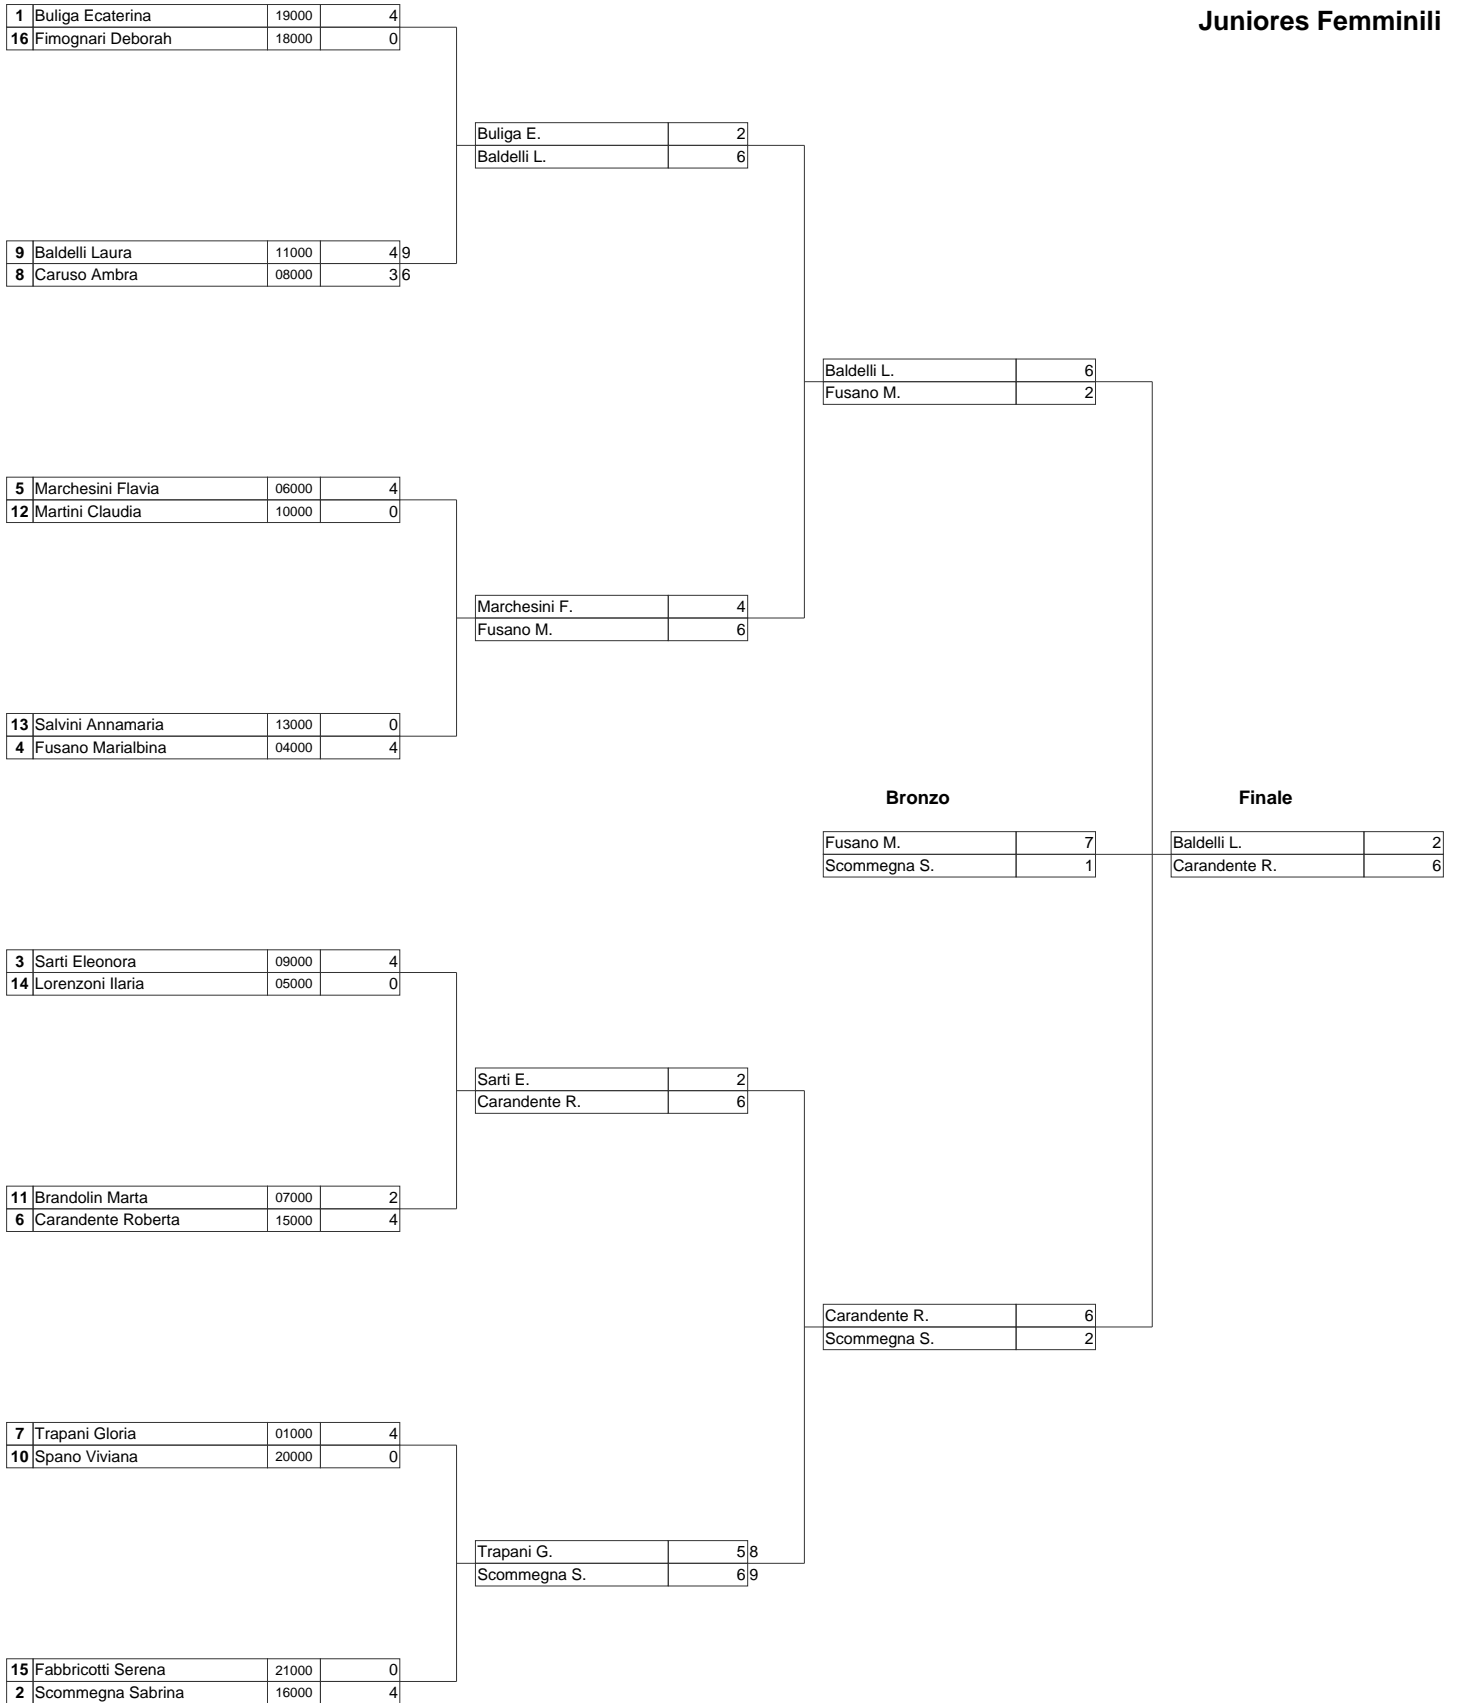 Juniores Femminili
1 Buliga Ecaterina 19000 4
16 Fimognari Deborah 18000 0
Buliga E. 2
Baldelli L. 6
9 Baldelli Laura 11000 4 9
8 Caruso Ambra 08000 3 6
Baldelli L. 6
Fusano M. 2
5 Marchesini Flavia 06000 4
12 Martini Claudia 10000 0
Marchesini F. 4
Fusano M. 6
13 Salvini Annamaria 13000 0
4 Fusano Marialbina 04000 4
Bronzo Finale
Fusano M. 7 Baldelli L. 2
Scommegna S. 1 Carandente R. 6
3 Sarti Eleonora 09000 4
14 Lorenzoni Ilaria 05000 0
Sarti E. 2
Carandente R. 6
11 Brandolin Marta 07000 2
6 Carandente Roberta 15000 4
Carandente R. 6
Scommegna S. 2
7 Trapani Gloria 01000 4
10 Spano Viviana 20000 0
Trapani G. 5 8
Scommegna S. 6 9
15 Fabbricotti Serena 21000 0
2 Scommegna Sabrina 16000 4